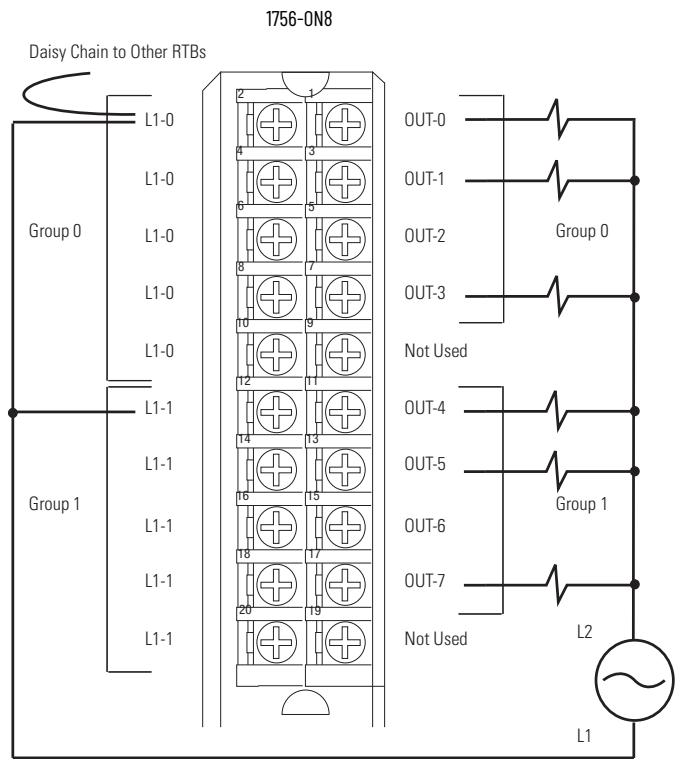 1756-ON8
Daisy Chain to Other RTBs
2 1
L1-0 OUT-0
4 3
L1-0 OUT-1
6 5
Group 0 L1-0 OUT-2 Group 0
8 7
L1-0 OUT-3
10 9
L1-0 Not Used
12 11
L1-1 OUT-4
14 13
L1-1 OUT-5
16 15
Group 1 Group 1
L1-1 OUT-6
18 17
L1-1 OUT-7
20 19
L1-1 Not Used
L2
L1